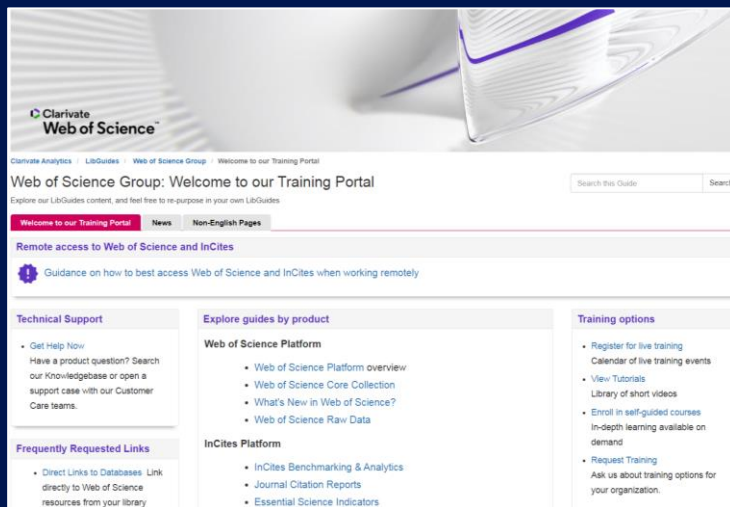 Clarivate
Web of Science™
Clarivate Analytics / LibGuides / Web of Science Group / Welcome to our Training Portal
Web of Science Group: Welcome to our Training Portal
Search this Guide
Search
Explore our LibGuides content, and feel free to re-purpose in your own LibGuides
Welcome to our Training Portal
News
Non-English Pages
Remote access to Web of Science and InCites
Guidance on how to best access Web of Science and InCites when working remotely
Technical Support
• Get Help Now
Have a product question? Search
our Knowledgebase or open a
support case with our Customer
Care teams.
Frequently Requested Links
• Direct Links to Databases Link
directly to Web of Science
resources from your library
Explore guides by product
Web of Science Platform
• Web of Science Platform overview
• Web of Science Core Collection
• What's New in Web of Science?
• Web of Science Raw Data
InCites Platform
• InCites Benchmarking & Analytics
• Journal Citation Reports
• Essential Science Indicators
Training options
• Register for live training
Calendar of live training events
• View Tutorials
Library of short videos
• Enroll in self-guided courses
In-depth learning available on
demand
• Request Training
Ask us about training options for
your organization.